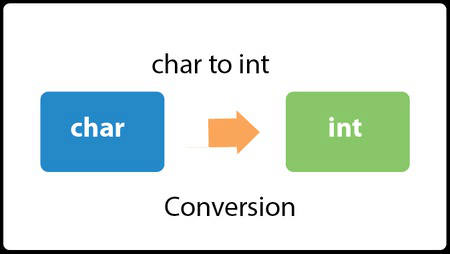 char to int
char
int
Conversion